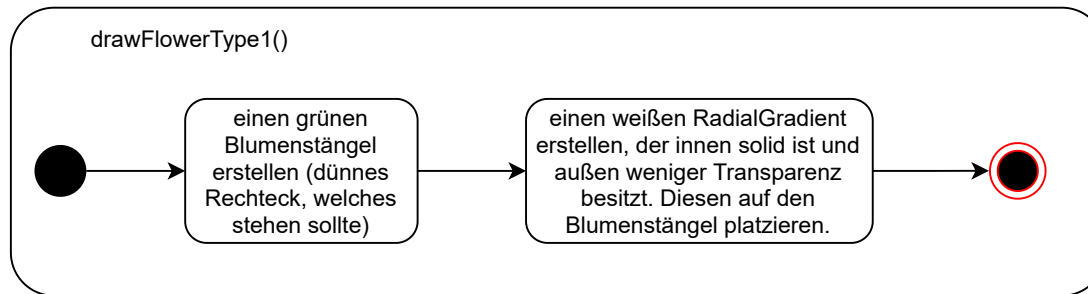 drawFlowerType1()
einen grünen
Blumenstängel
erstellen (dünnes
Rechteck, welches
stehen sollte)
einen weißen RadialGradient
erstellen, der innen solid ist und
außen weniger Transparenz
besitzt. Diesen auf den
Blumenstängel platzieren.